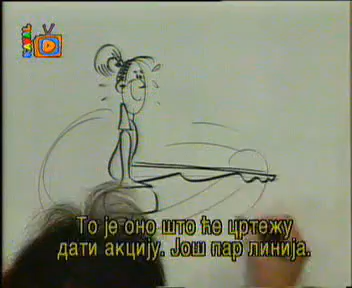 То је оно што ће цртежу
дати акцију. Још пар линија.